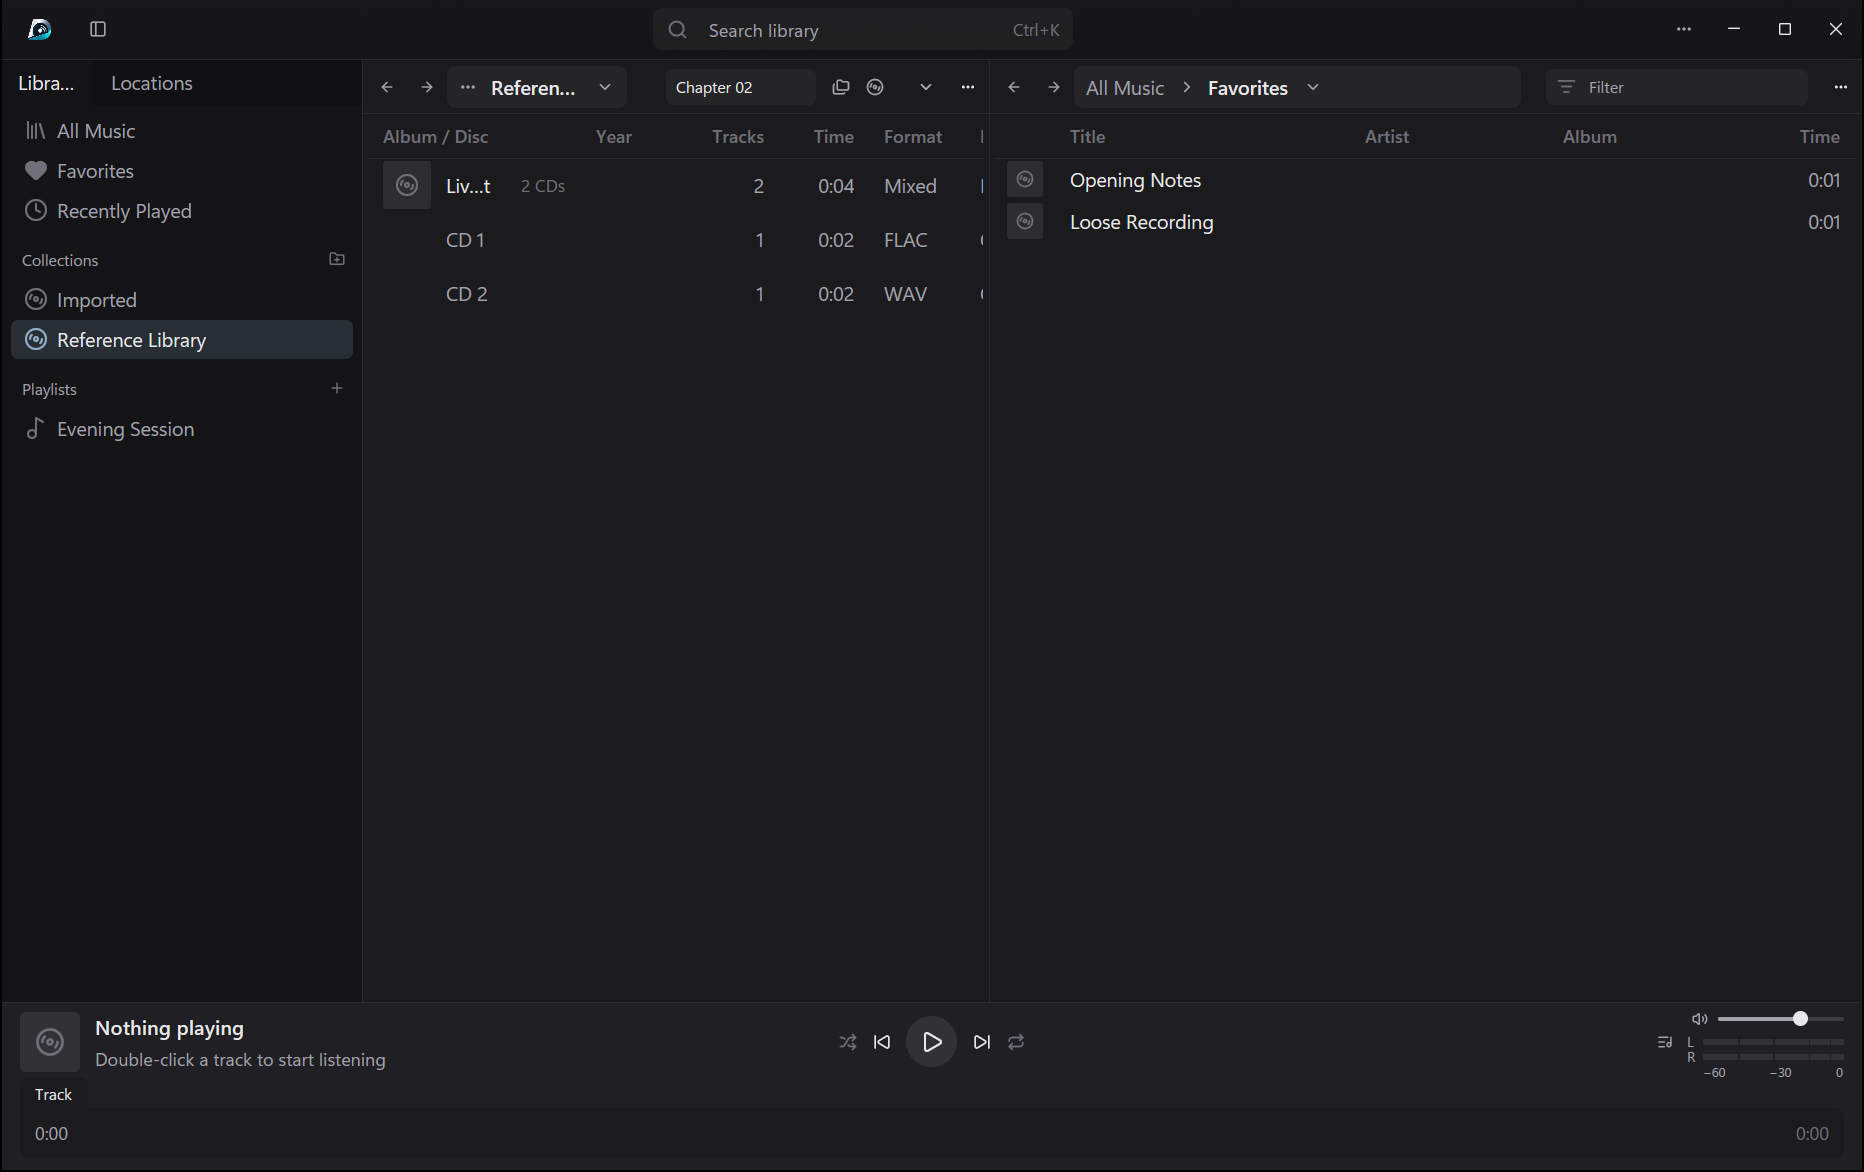 Search library Ctrl+K
Libra... Locations
All Music
Favorites
Recently Played
Collections
Imported
Reference Library
Playlists
Evening Session
Referen... Chapter 02
Album / Disc Year Tracks Time Format
Liv...t 2 CDs 2 0:04 Mixed
CD 1 1 0:02 FLAC
CD 2 1 0:02 WAV
All Music Favorites Filter
Title Artist Album Time
Opening Notes 0:01
Loose Recording 0:01
Nothing playing
Double-click a track to start listening
L
R
-60 -30 0
Track
0:00 0:00